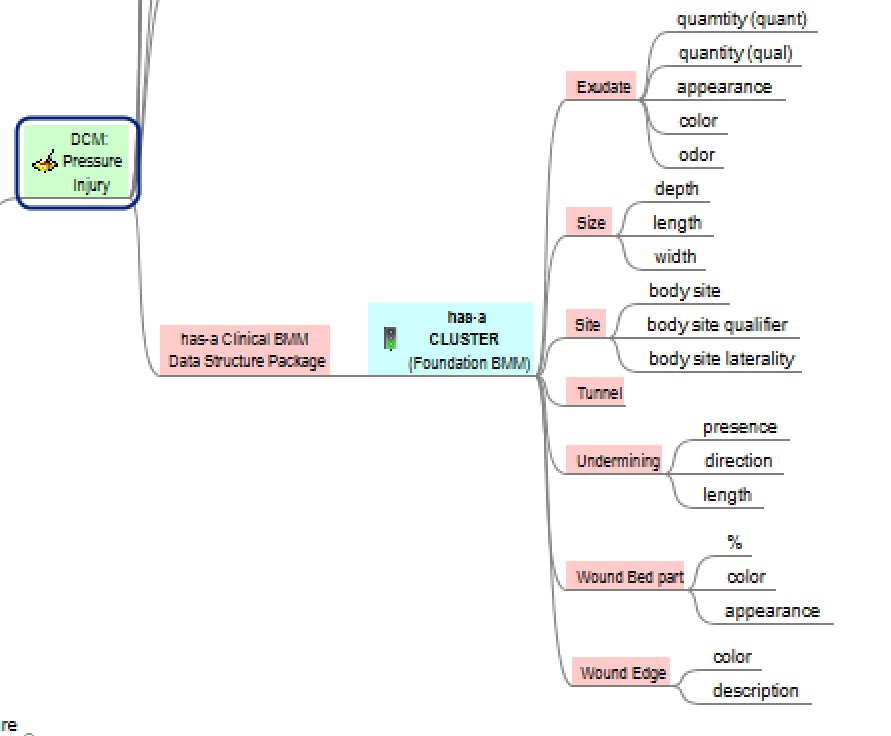 quamtity (quant)
quantity (qual)
Exudate
appearance
color
odor
DCM:
Pressure
Injury
depth
Size
length
width
body site
Site
body site qualifier
body site laterality
has-a Clinical BMM
Data Structure Package
has-a
CLUSTER
(Foundation BMM)
Tunnel
presence
Undermining
direction
length
%
Wound Bed part
color
appearance
color
Wound Edge
description
re